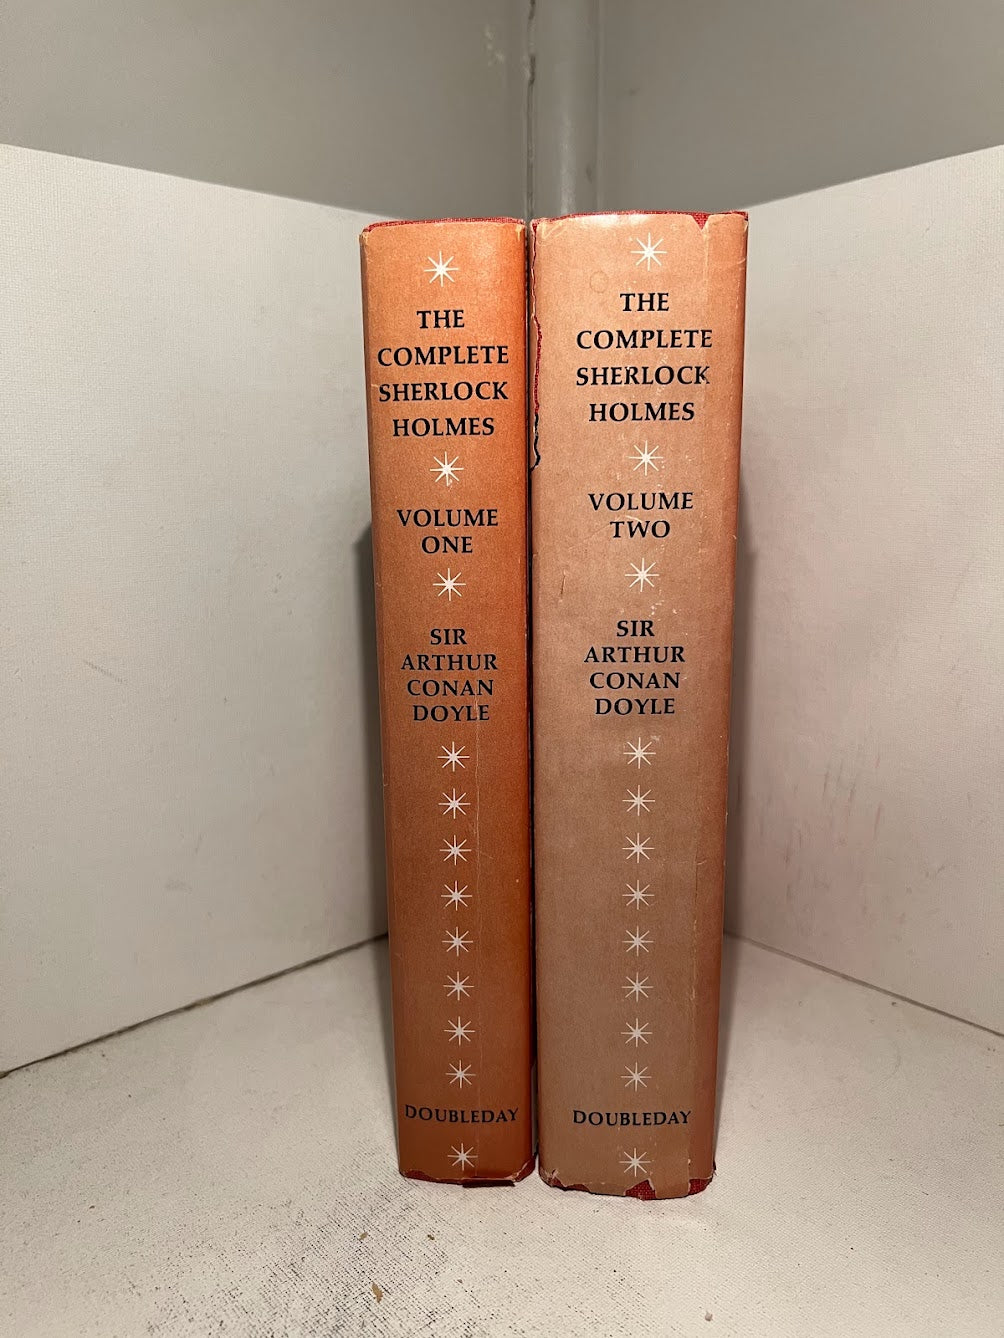 THE
COMPLETE
SHERLOCK
HOLMES
VOLUME
ONE
SIR
ARTHUR
CONAN
DOYLE
DOUBLEDAY
THE
COMPLETE
SHERLOCK
HOLMES
VOLUME
TWO
SIR
ARTHUR
CONAN
DOYLE
DOUBLEDAY